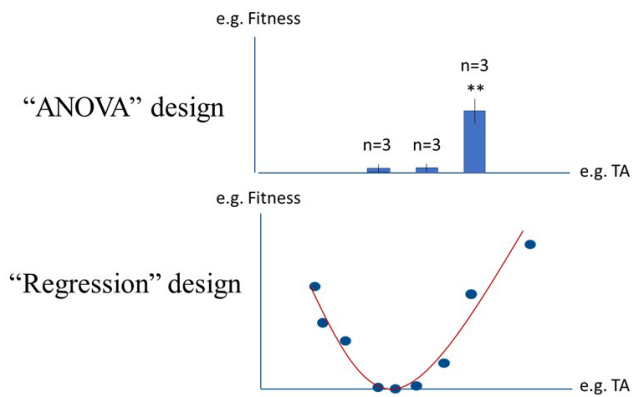 e.g. Fitness
n=3
**
“ANOVA” design
n=3
n=3
e.g. TA
e.g. Fitness
“Regression” design
e.g. TA